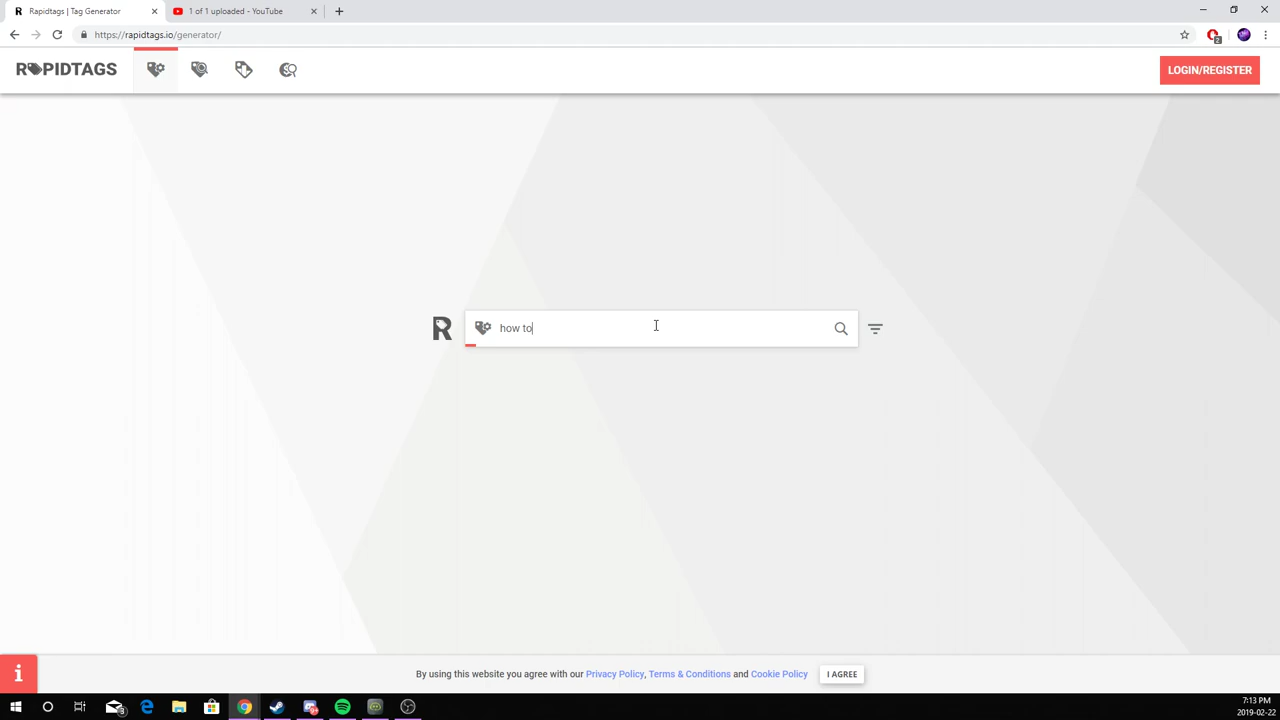 Rapidtags | Tag Generator
1 of 1 uploaded - YouTube
https://rapidtags.io/generator/
2
RAPIDTAGS
LOGIN/REGISTER
R
how to
By using this website you agree with our Privacy Policy, Terms & Conditions and Cookie Policy
I AGREE
i
7:13 PM
2019-02-22